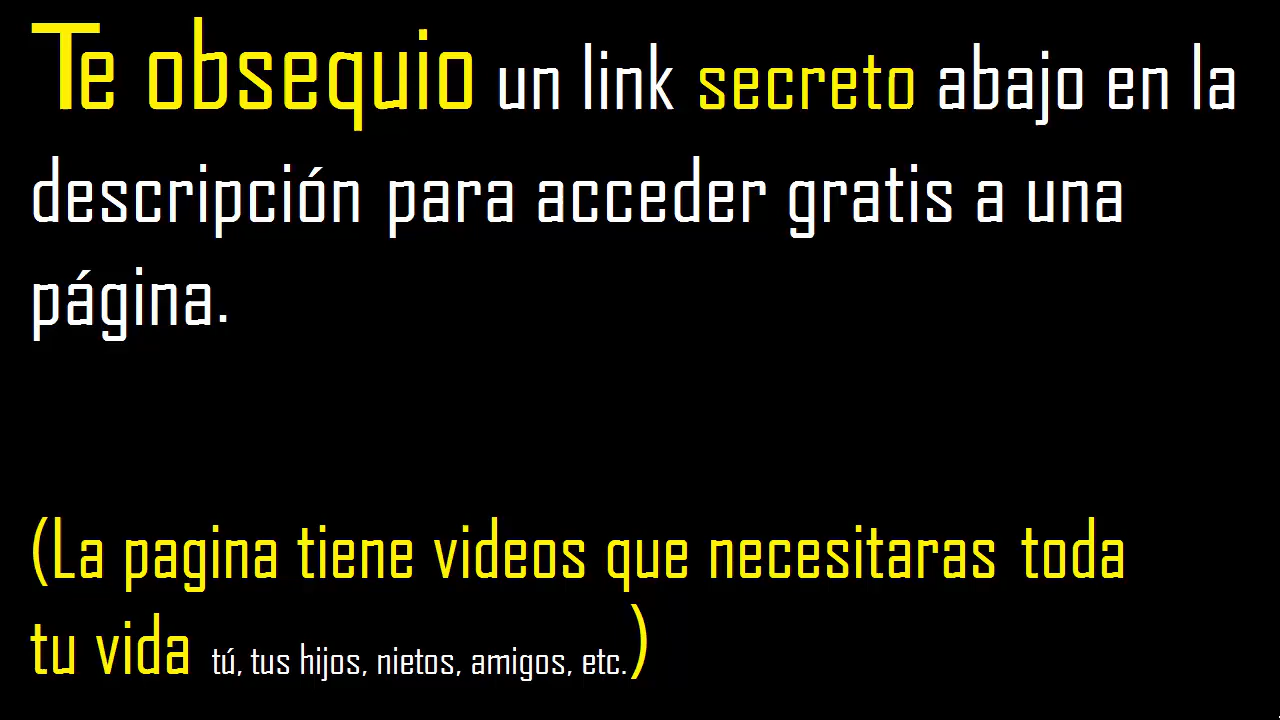 Te obsequio un link secreto abajo en la
descripción para acceder gratis a una
página.
(La pagina tiene videos que necesitaras toda
tu vida tú, tus hijos, nietos, amigos, etc.)